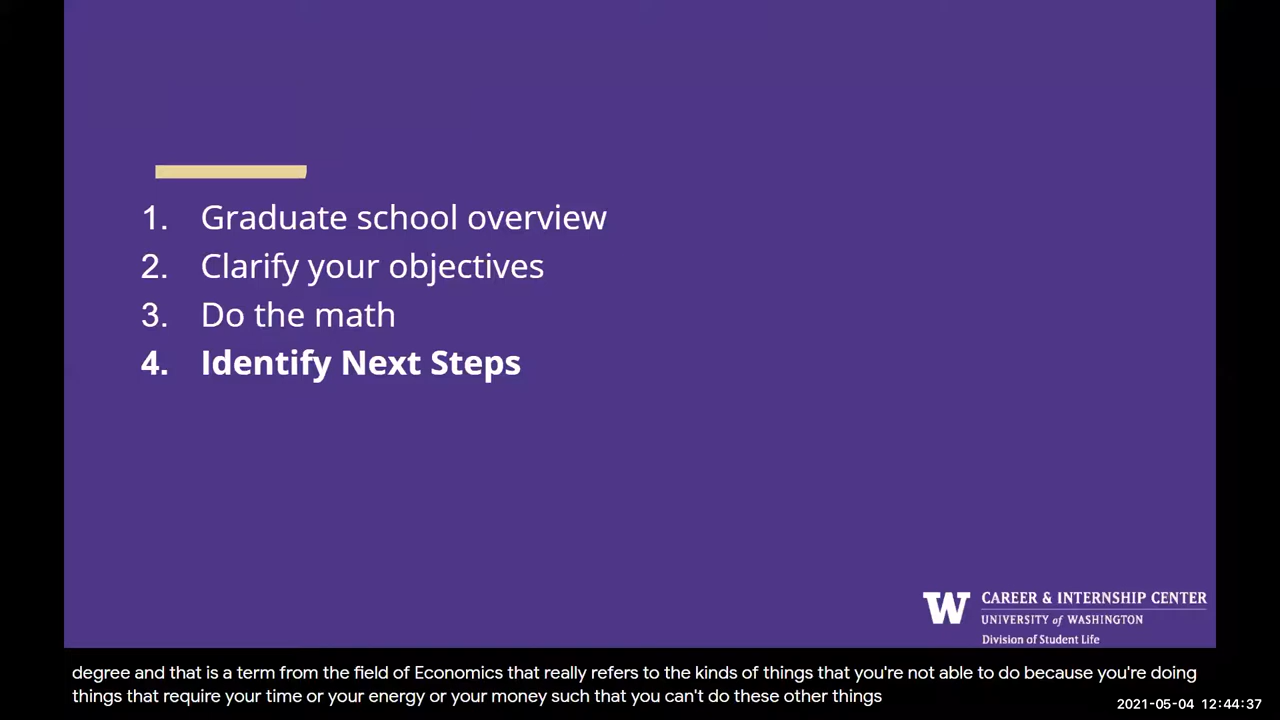 1. Graduate school overview
2. Clarify your objectives
3. Do the math
4. Identify Next Steps
W CAREER & INTERNSHIP CENTER
UNIVERSITY of WASHINGTON
Division of Student Life
degree and that is a term from the field of Economics that really refers to the kinds of things that you're not able to do because you're doing
things that require your time or your energy or your money such that you can't do these other things
2021-05-04 12:44:37